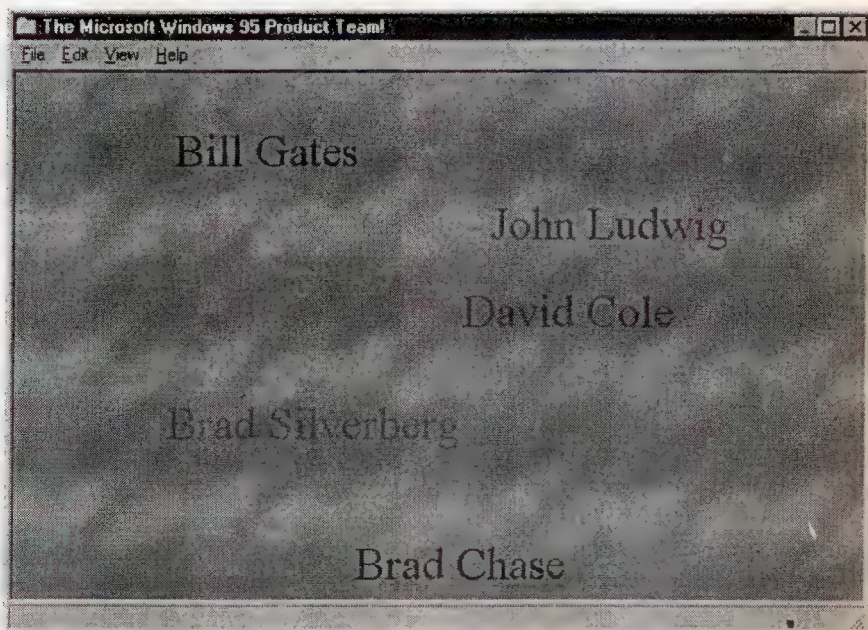 The Microsoft Windows 95 Product Team!
File Edit View Help
Bill Gates
John Ludwig
David Cole
Brad Silverberg
Brad Chase